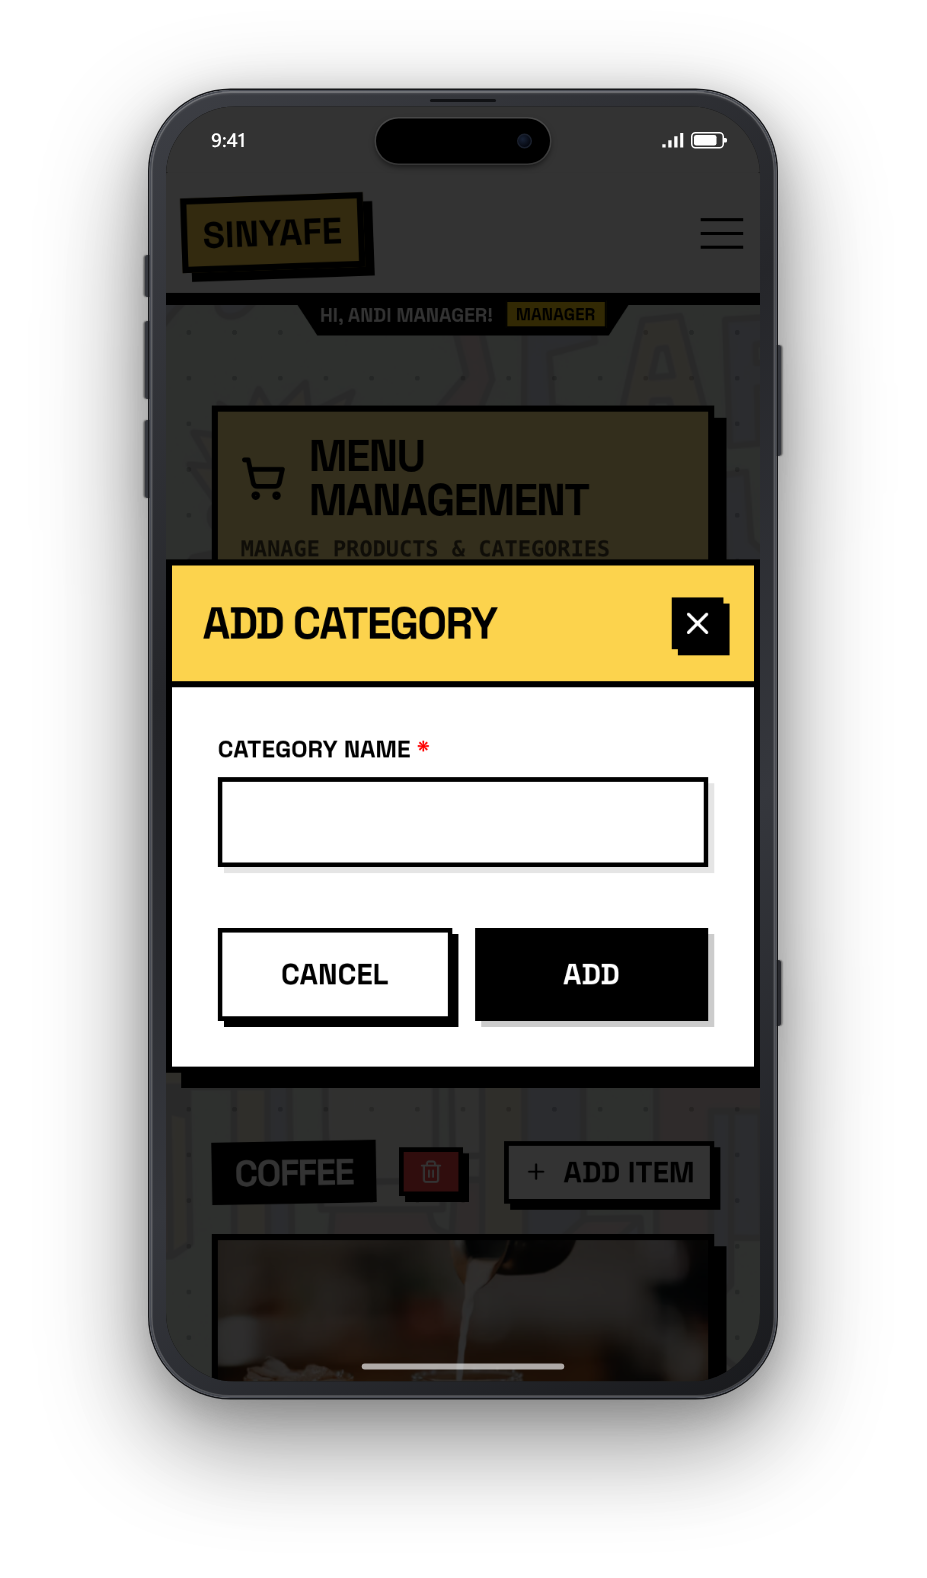 9:41
SINYAFE
HI, ANDI MANAGER! MANAGER
MENU
MANAGEMENT
MANAGE PRODUCTS & CATEGORIES
ADD CATEGORY
CATEGORY NAME *
CANCEL ADD
COFFEE + ADD ITEM